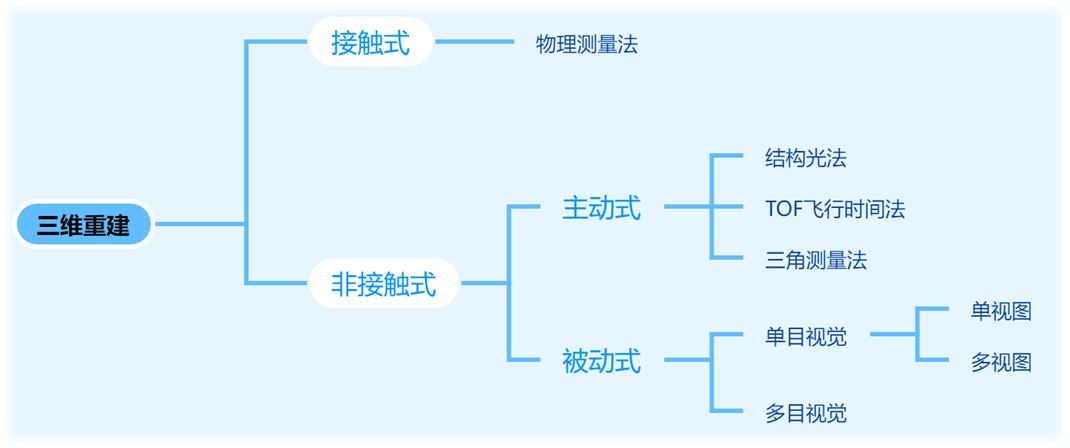 接触式
物理测量法
结构光法
主动式
TOF飞行时间法
三维重建
三角测量法
非接触式
单视图
单目视觉
被动式
多视图
多目视觉